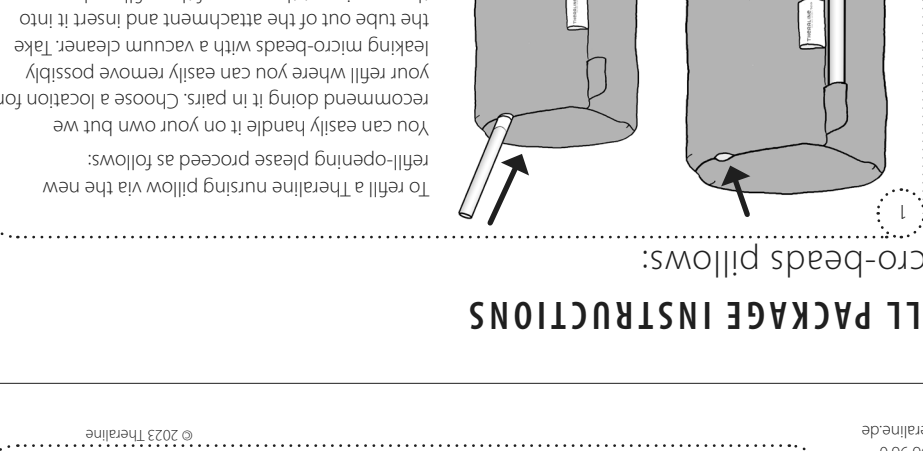 LL PACKAGE INSTRUCTIONS
cro-beads pillows:
1
To refill a Theraline nursing pillow via the new
refill-opening please proceed as follows:
You can easily handle it on your own but we
recommend doing it in pairs. Choose a location for
your refill where you can easily remove possibly
leaking micro-beads with a vacuum cleaner. Take
the tube out of the attachment and insert it into
THERALINE
THERALINE
© 2023 Theraline
eraline.de